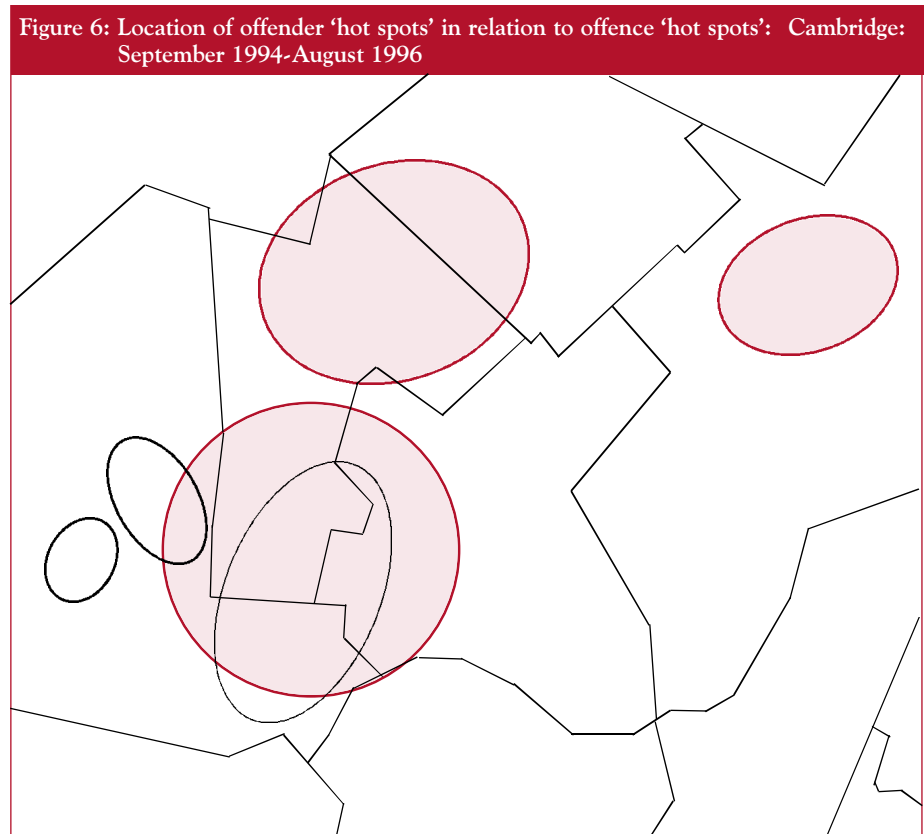 Figure 6: Location of offender ‘hot spots’ in relation to offence ‘hot spots’: Cambridge:
September 1994-August 1996